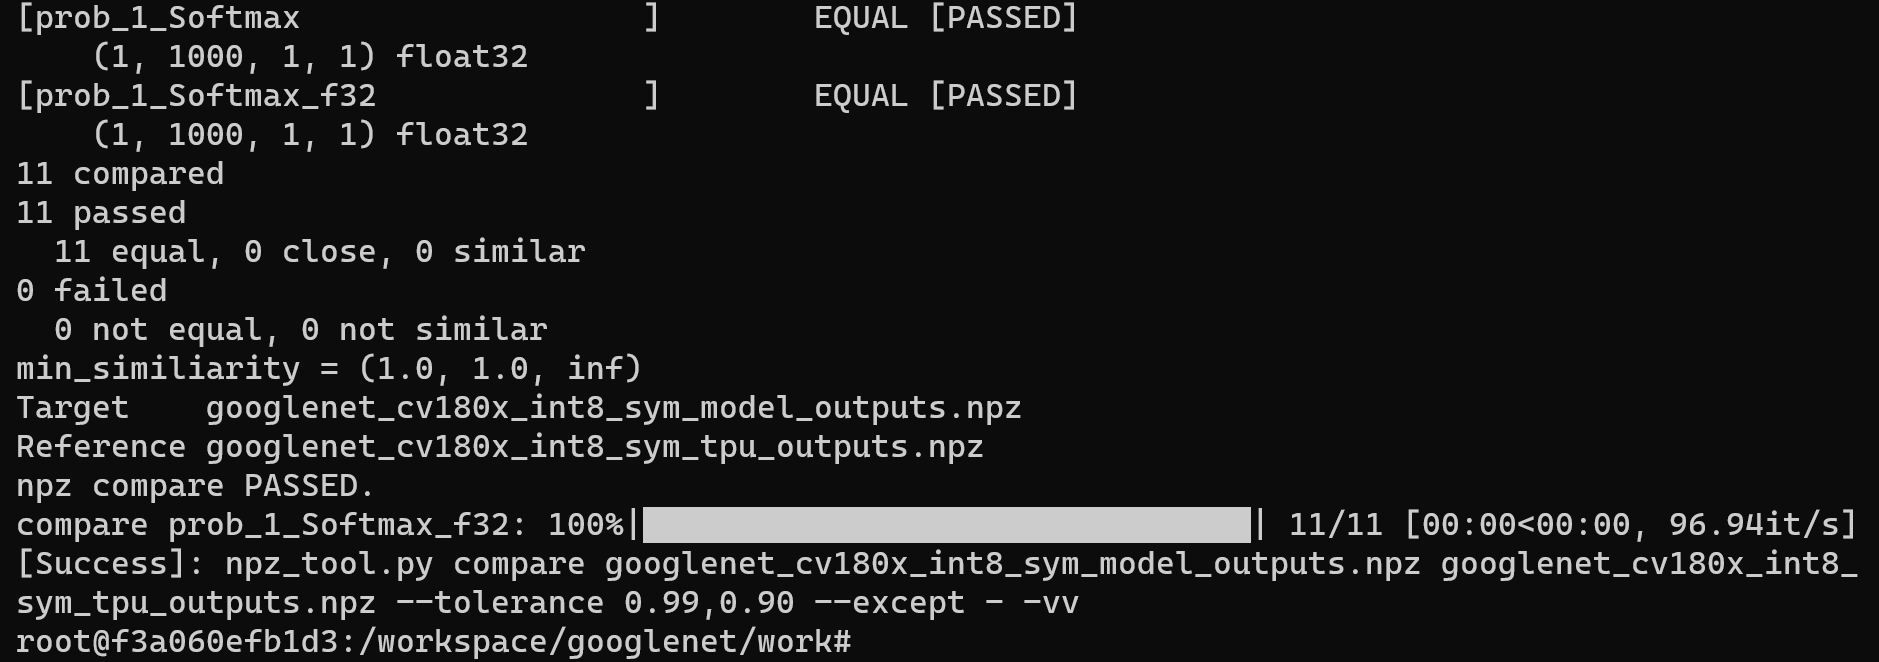 [prob_1_Softmax                  ]        EQUAL [PASSED]
    (1, 1000, 1, 1) float32
[prob_1_Softmax_f32              ]        EQUAL [PASSED]
    (1, 1000, 1, 1) float32
11 compared
11 passed
  11 equal, 0 close, 0 similar
0 failed
  0 not equal, 0 not similar
min_similiarity = (1.0, 1.0, inf)
Target    googlenet_cv180x_int8_sym_model_outputs.npz
Reference googlenet_cv180x_int8_sym_tpu_outputs.npz
npz compare PASSED.
compare prob_1_Softmax_f32: 100%|████████████████████████████████| 11/11 [00:00<00:00, 96.94it/s]
[Success]: npz_tool.py compare googlenet_cv180x_int8_sym_model_outputs.npz googlenet_cv180x_int8_
sym_tpu_outputs.npz --tolerance 0.99,0.90 --except - -vv
root@f3a060efb1d3:/workspace/googlenet/work#